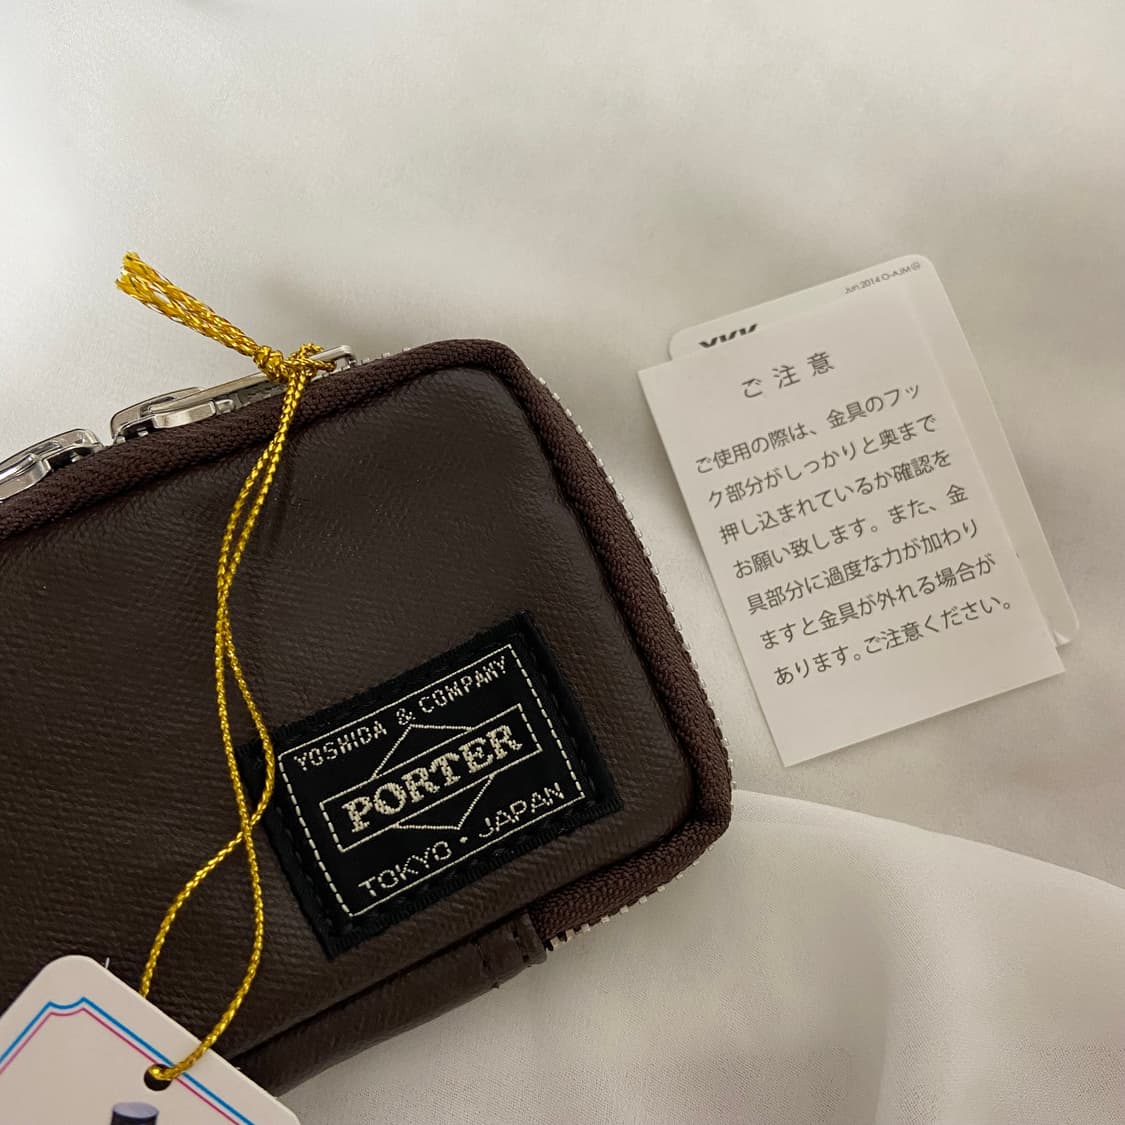 Jun.2014 O-AJM
YKK
ご注意
ご使用の際は、金具のフッ
ク部分がしっかりと奥まで
押し込まれているか確認を
お願い致します。また、金
具部分に過度な力が加わり
ますと金具が外れる場合が
あります。ご注意ください。
YOSHIDA & COMPANY
PORTER
TOKYO・JAPAN